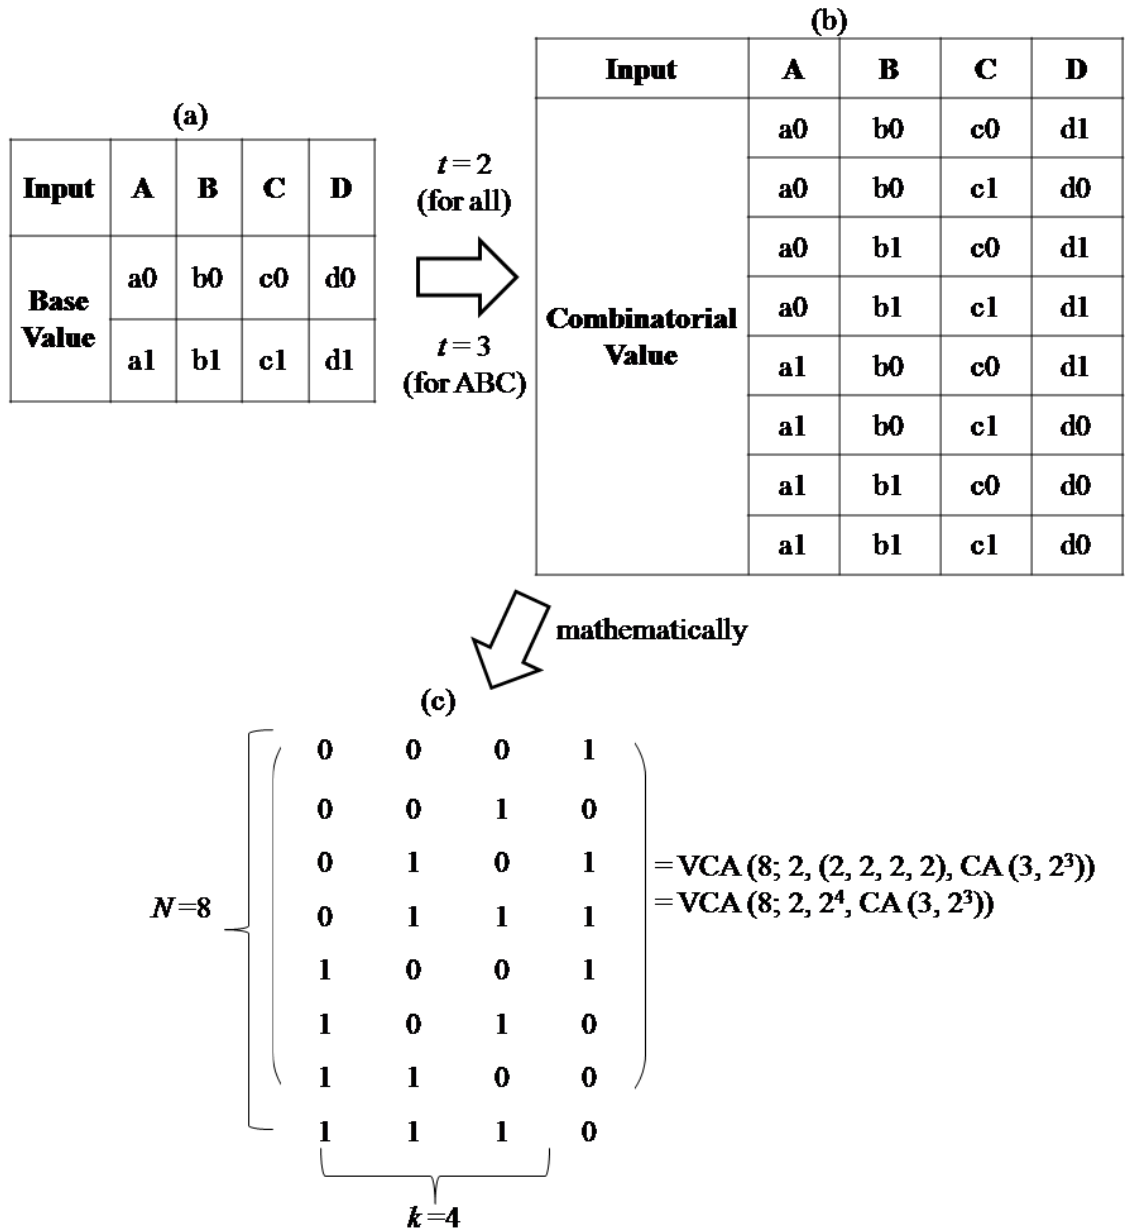 (a)
Input A B C D
Base Value a0 b0 c0 d0
a1 b1 c1 d1
t = 2
(for all)
t = 3
(for ABC)
(b)
Input A B C D
Combinatorial Value
a0 b0 c0 d1
a0 b0 c1 d0
a0 b1 c0 d1
a0 b1 c1 d1
a1 b0 c0 d1
a1 b0 c1 d0
a1 b1 c0 d0
a1 b1 c1 d0
mathematically
(c)
N=8
0 0 0 1
0 0 1 0
0 1 0 1
0 1 1 1
1 0 0 1
1 0 1 0
1 1 0 0
1 1 1 0
k=4
= VCA (8; 2, (2, 2, 2, 2), CA (3, 2³))
= VCA (8; 2, 2⁴, CA (3, 2³))